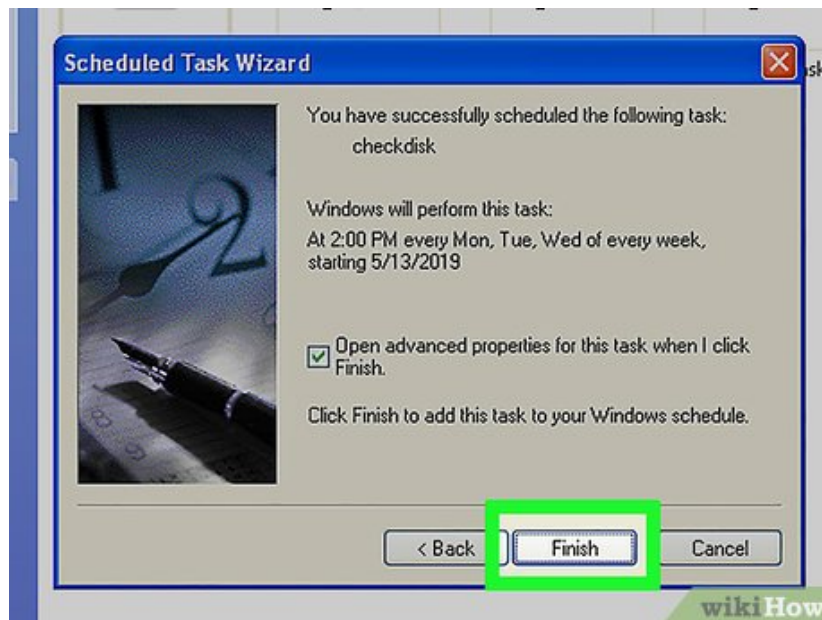 Scheduled Task Wizard
You have successfully scheduled the following task:
checkdisk
Windows will perform this task:
At 2:00 PM every Mon, Tue, Wed of every week,
starting 5/13/2019
Open advanced properties for this task when I click
Finish.
Click Finish to add this task to your Windows schedule.
< Back
Finish
Cancel
wikiHow